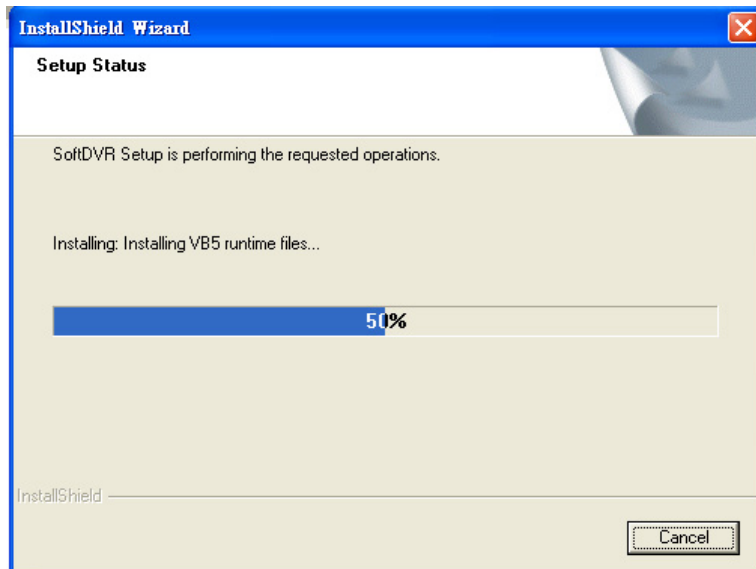 InstallShield Wizard
Setup Status
SoftDVR Setup is performing the requested operations.
Installing: Installing VB5 runtime files...
50%
InstallShield
Cancel